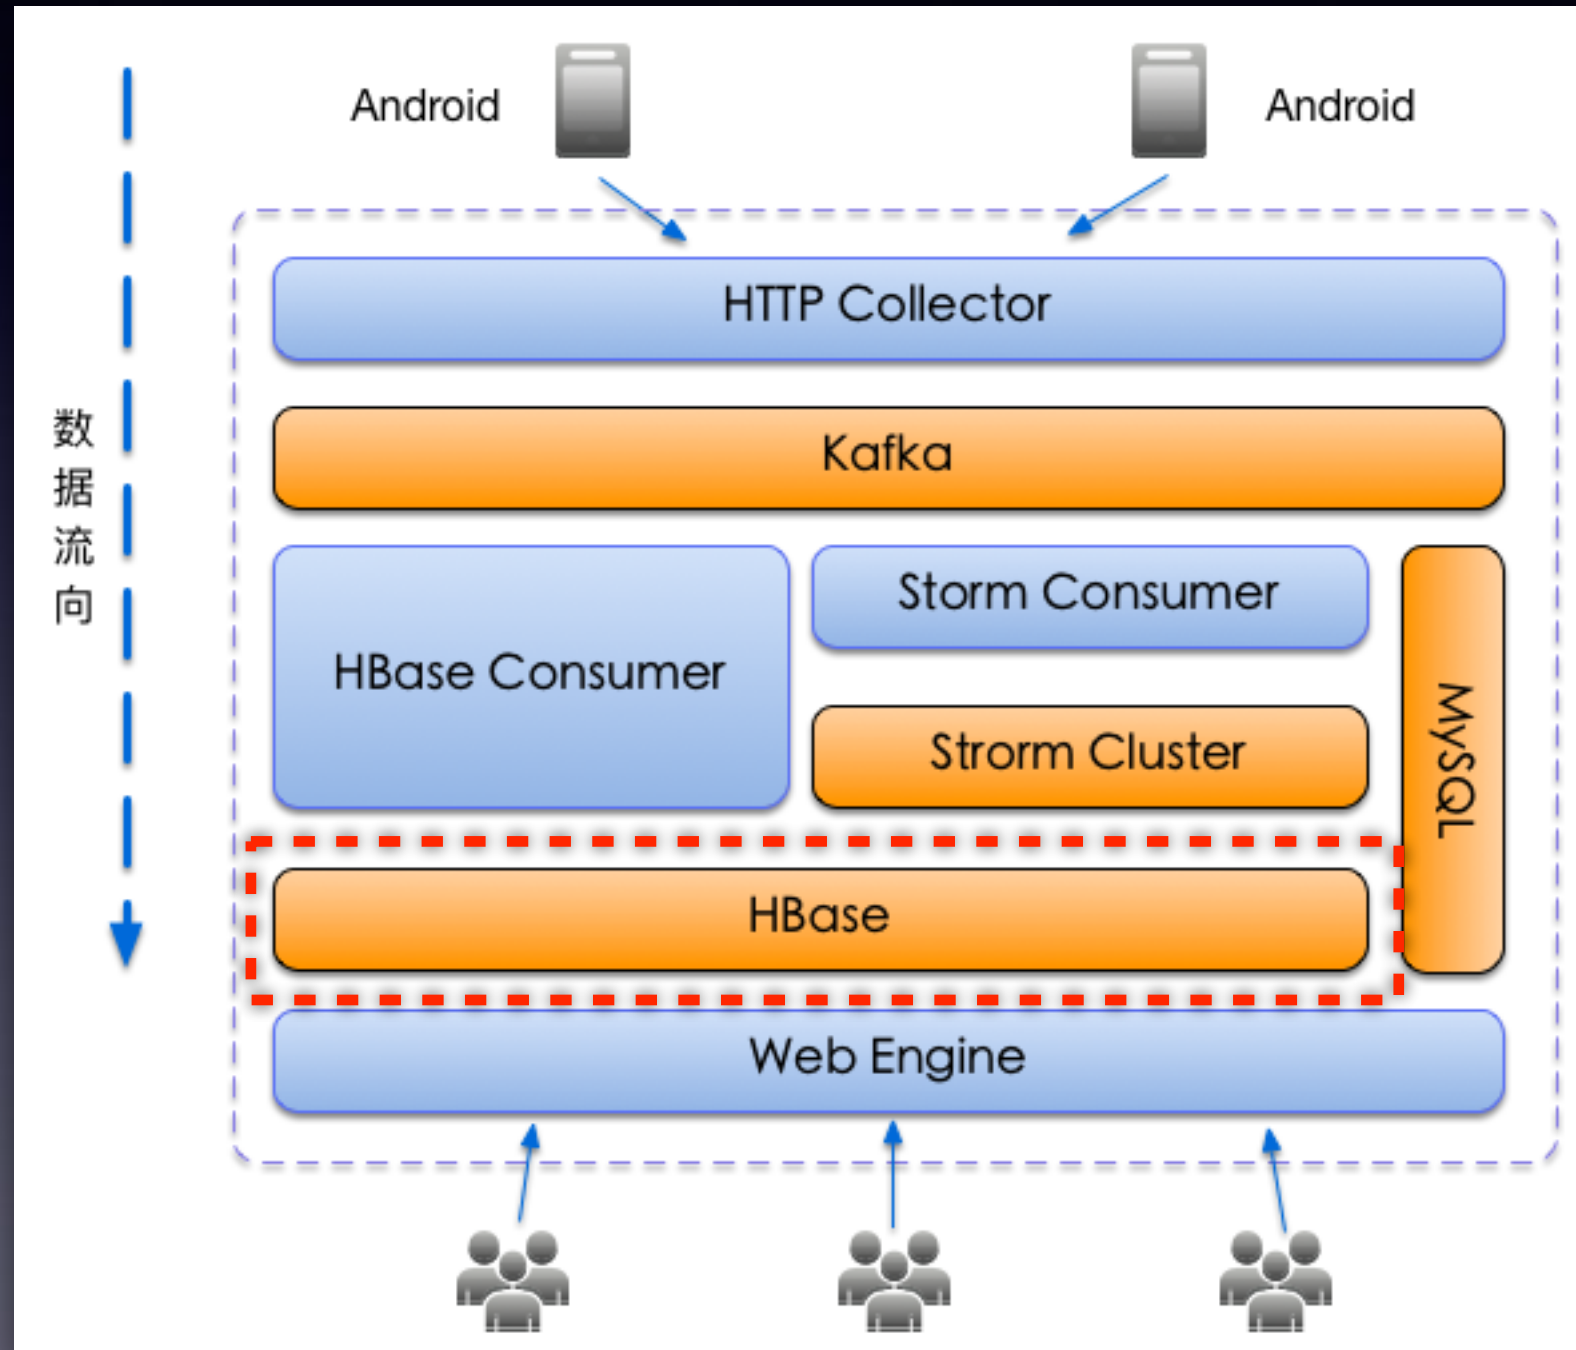 Android
Android
HTTP Collector
Kafka
数据流向
HBase Consumer
Storm Consumer
Strorm Cluster
MySQL
HBase
Web Engine